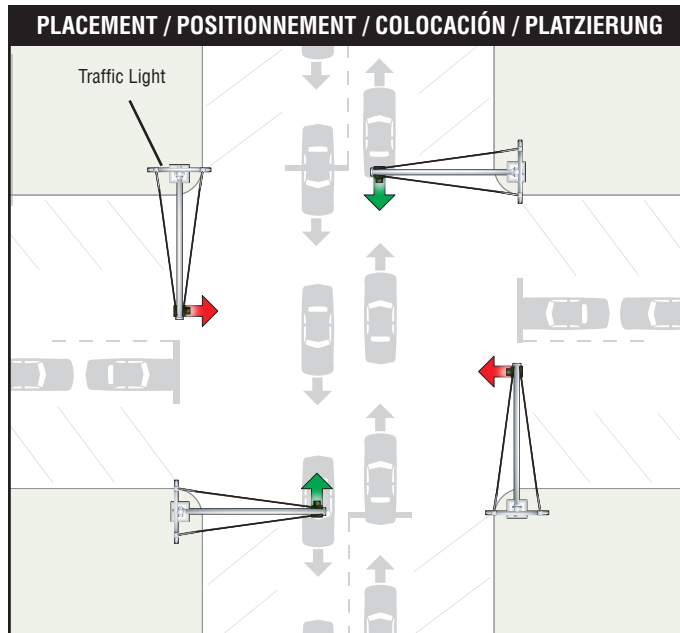 PLACEMENT / POSITIONNEMENT / COLOCACIÓN / PLATZIERUNG
Traffic Light